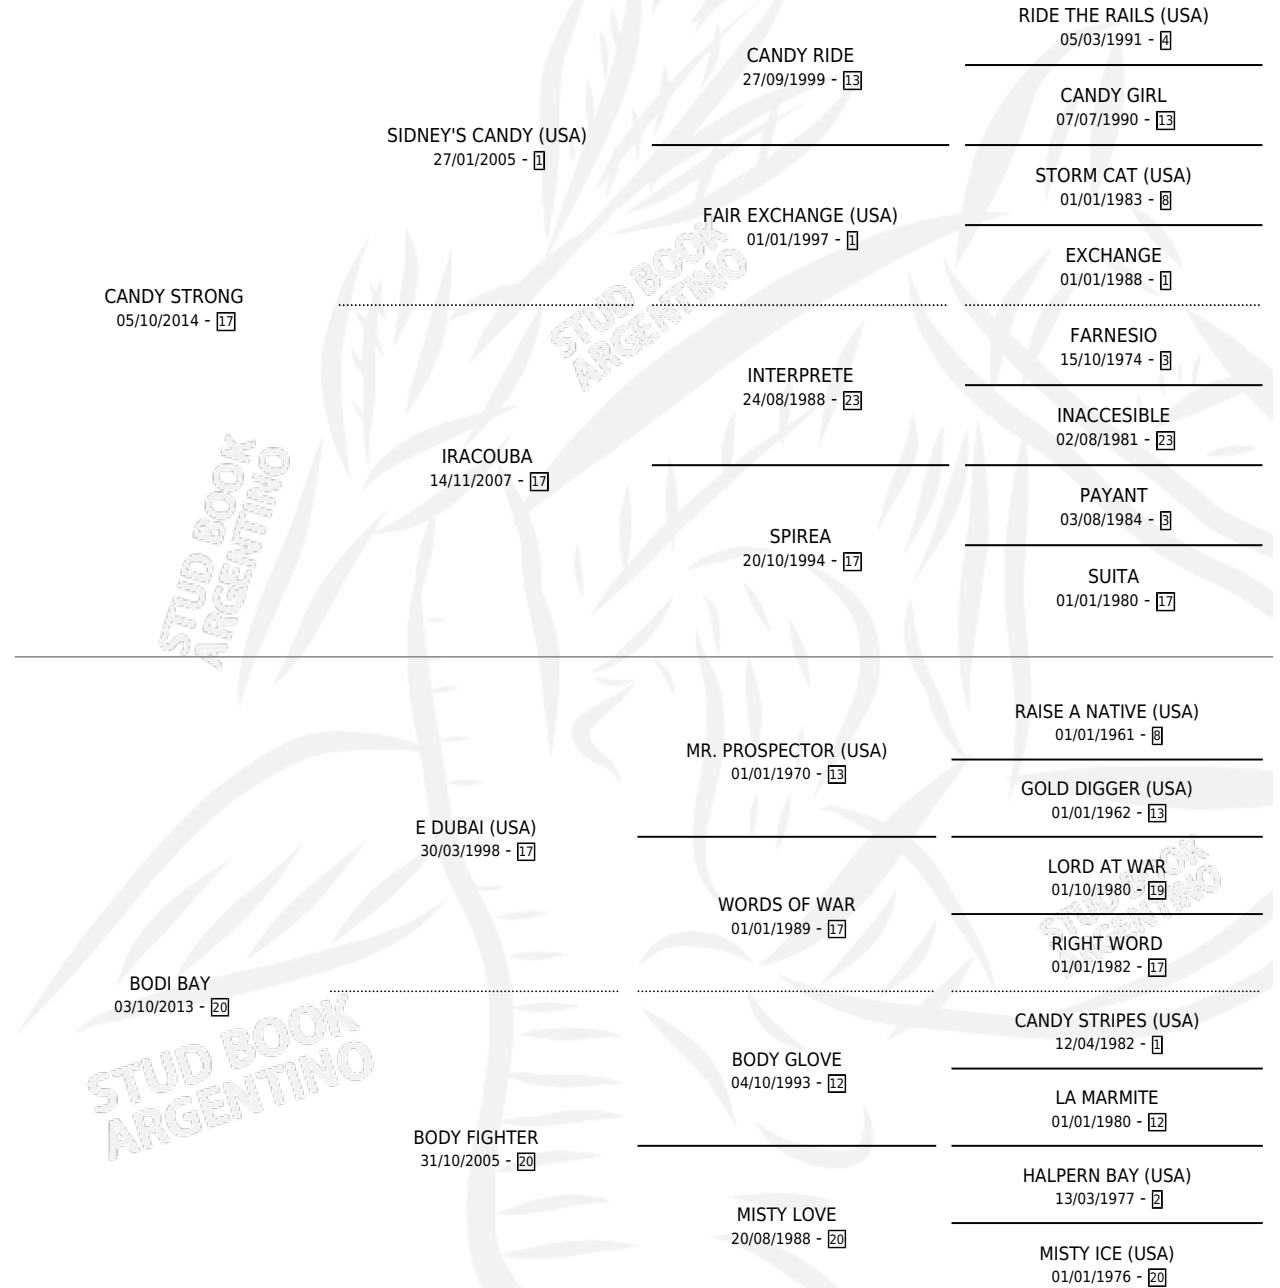 RIDE THE RAILS (USA)
05/03/1991 - 4
CANDY RIDE
27/09/1999 - 13
CANDY GIRL
07/07/1990 - 13
SIDNEY'S CANDY (USA)
27/01/2005 - 1
STORM CAT (USA)
01/01/1983 - 8
FAIR EXCHANGE (USA)
01/01/1997 - 1
EXCHANGE
01/01/1988 - 1
CANDY STRONG
05/10/2014 - 17
STUD BOOK
ARGENTINO
FARNESIO
15/10/1974 - 3
INTERPRETE
24/08/1988 - 23
INACCESIBLE
02/08/1981 - 23
IRACOUBA
14/11/2007 - 17
PAYANT
03/08/1984 - 3
SPIREA
20/10/1994 - 17
SUITA
01/01/1980 - 17
STUD BOOK
ARGENTINO
RAISE A NATIVE (USA)
01/01/1961 - 8
MR. PROSPECTOR (USA)
01/01/1970 - 13
GOLD DIGGER (USA)
01/01/1962 - 13
E DUBAI (USA)
30/03/1998 - 17
LORD AT WAR
01/10/1980 - 19
WORDS OF WAR
01/01/1989 - 17
STUD BOOK
ARGENTINO
RIGHT WORD
01/01/1982 - 17
BODI BAY
03/10/2013 - 20
CANDY STRIPES (USA)
12/04/1982 - 1
BODY GLOVE
04/10/1993 - 12
STUD BOOK
ARGENTINO
LA MARMITE
01/01/1980 - 12
BODY FIGHTER
31/10/2005 - 20
HALPERN BAY (USA)
13/03/1977 - 2
MISTY LOVE
20/08/1988 - 20
MISTY ICE (USA)
01/01/1976 - 20